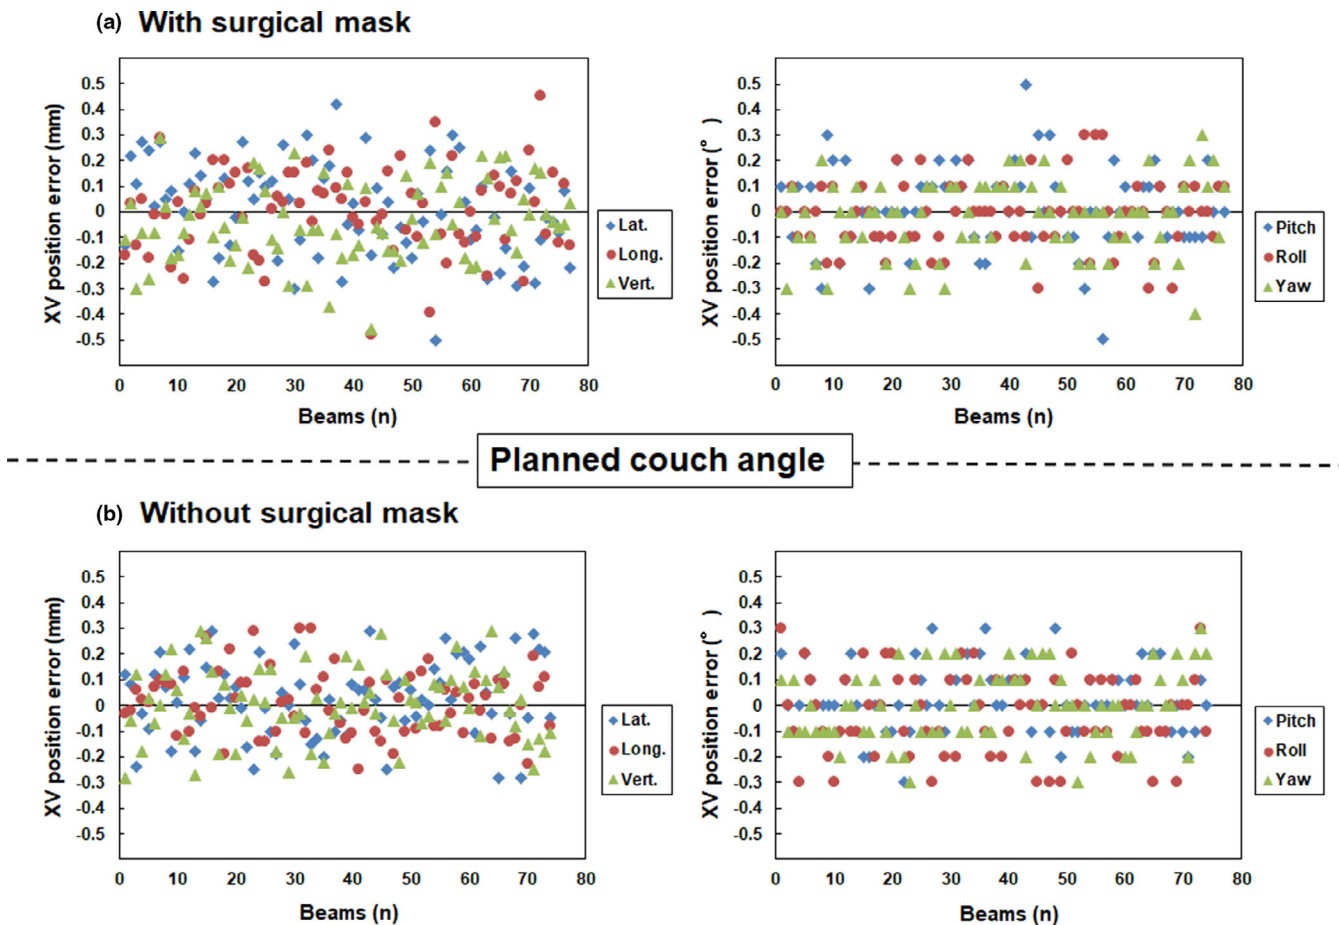 (a) With surgical mask
XV position error (mm)
0.5
0.4
0.3
0.2
0.1
0
-0.1
-0.2
-0.3
-0.4
-0.5
0 10 20 30 40 50 60 70 80
Beams (n)
Lat.
Long.
Vert.
XV position error (°)
0.5
0.4
0.3
0.2
0.1
0
-0.1
-0.2
-0.3
-0.4
-0.5
0 10 20 30 40 50 60 70 80
Beams (n)
Pitch
Roll
Yaw
Planned couch angle
(b) Without surgical mask
XV position error (mm)
0.5
0.4
0.3
0.2
0.1
0
-0.1
-0.2
-0.3
-0.4
-0.5
0 10 20 30 40 50 60 70 80
Beams (n)
Lat.
Long.
Vert.
XV position error (°)
0.5
0.4
0.3
0.2
0.1
0
-0.1
-0.2
-0.3
-0.4
-0.5
0 10 20 30 40 50 60 70 80
Beams (n)
Pitch
Roll
Yaw